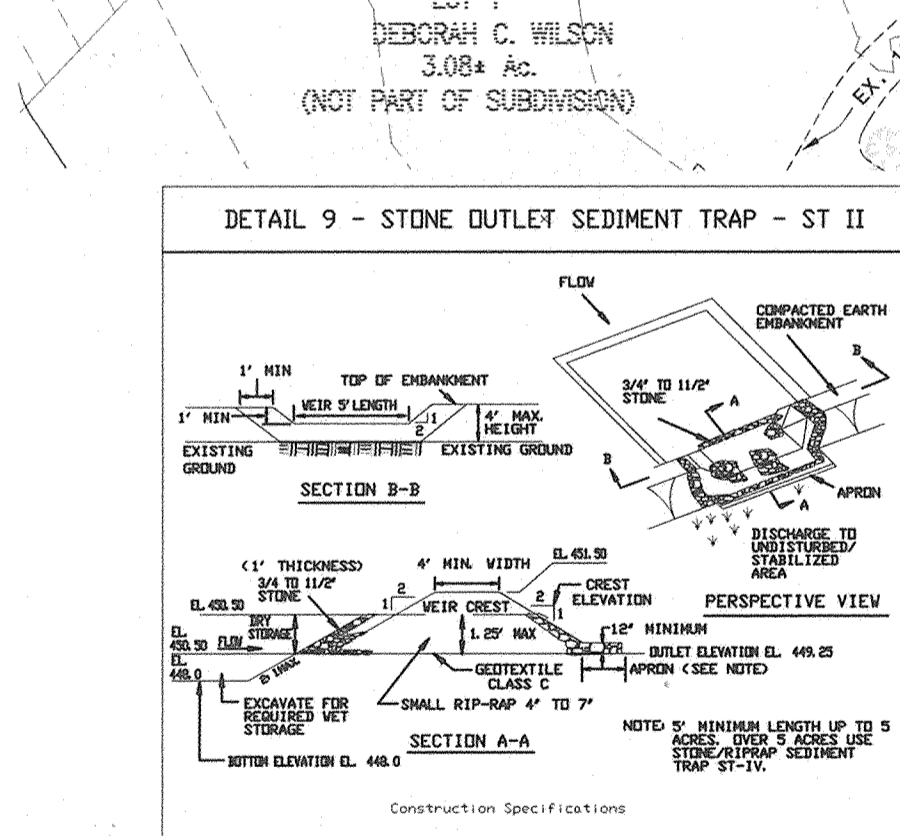 DEBORAH C. WILSON
3.08± Ac.
(NOT PART OF SUBDIVISION)
EX.
DETAIL 9 - STONE OUTLET SEDIMENT TRAP - ST II
FLOW
COMPACTED EARTH
EMBANKMENT
B
3/4" TO 11/2"
STONE
A
B
A
APRON
DISCHARGE TO
UNDISTURBED/
STABILIZED
AREA
PERSPECTIVE VIEW
1' MIN
TOP OF EMBANKMENT
1' MIN
WEIR 5'LENGTH
1
2
4' MAX.
HEIGHT
EXISTING
GROUND
EXISTING GROUND
SECTION B-B
(1' THICKNESS)
3/4 TO 11/2"
STONE
4' MIN. WIDTH
EL 451.50
CREST
ELEVATION
2
1
2
1
WEIR CREST
EL 450.50
DRY
STORAGE
EL
450.50
FLOW
EL
448.0
1.25' MAX
12" MINIMUM
OUTLET ELEVATION EL. 449.25
APRON (SEE NOTE)
GEOTEXTILE
CLASS C
SMALL RIP-RAP 4" TO 7"
EXCAVATE FOR
REQUIRED WET
STORAGE
BOTTOM ELEVATION EL. 448.0
SECTION A-A
NOTE: 5' MINIMUM LENGTH UP TO 5
ACRES. OVER 5 ACRES USE
STONE/RIPRAP SEDIMENT
TRAP ST-IV.
Construction Specifications